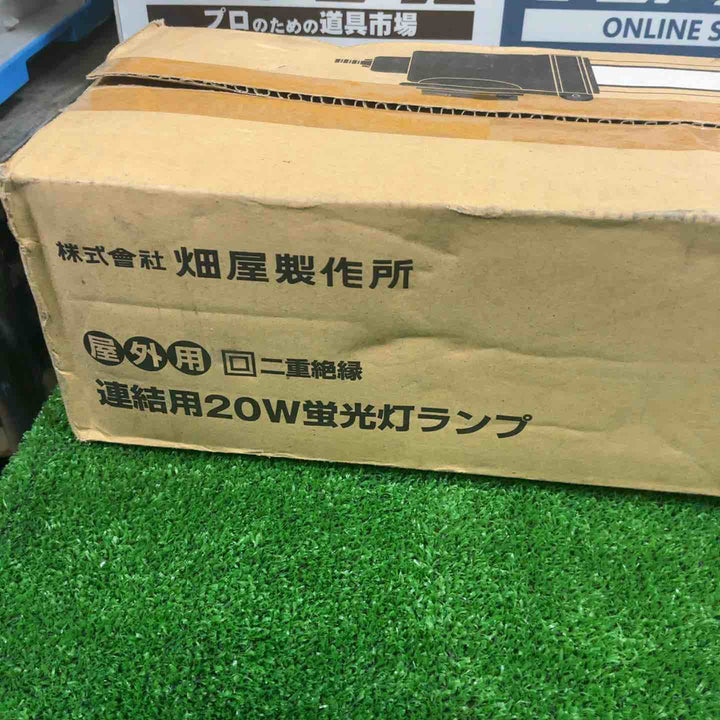 プロのための道具市場
ONLINE S
株式會社 畑屋製作所
屋外用 回二重絶縁
連結用20W蛍光灯ランプ